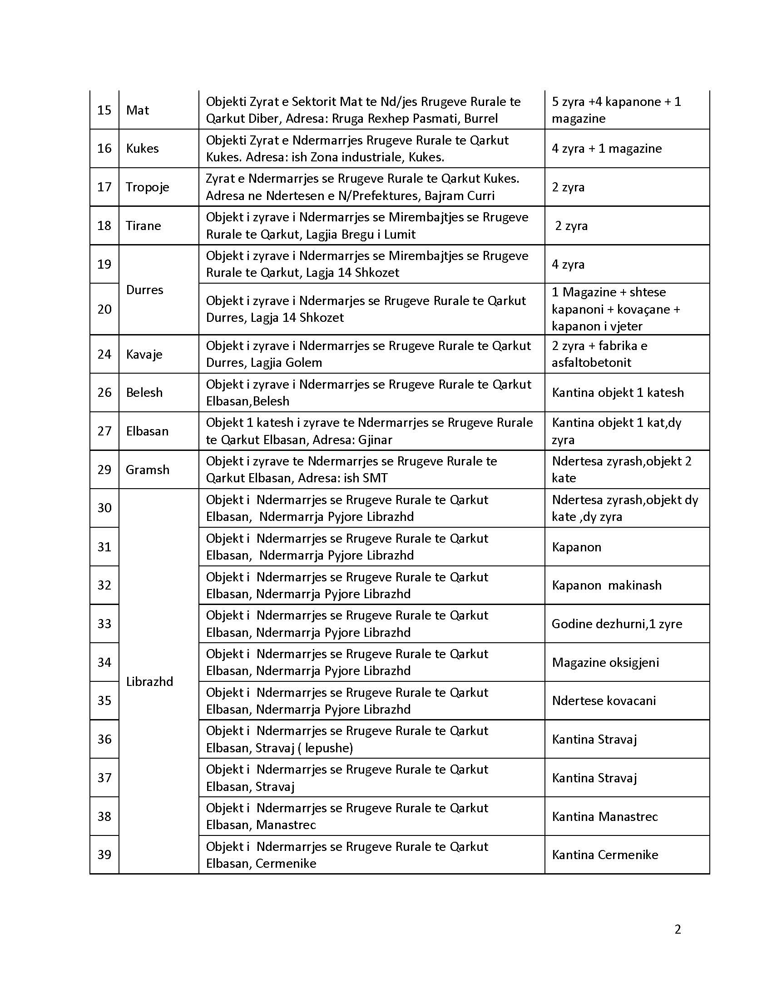 15
Mat
Objekti Zyrat e Sektorit Mat te Nd/jes Rrugeve Rurale te
Qarkut Diber, Adresa: Rruga Rexhep Pasmati, Burrel
5 zyra +4 kapanone + 1
magazine
16
Kukes
Objekti Zyrat e Ndermarrjes Rrugeve Rurale te Qarkut
Kukes. Adresa: ish Zona industriale, Kukes.
4 zyra + 1 magazine
17
Tropoje
Zyrat e Ndermarrjes se Rrugeve Rurale te Qarkut Kukes.
Adresa ne Ndertesen e N/Prefektures, Bajram Curri
2 zyra
18
Tirane
Objekt i zyrave i Ndermarrjes se Mirembajtjes se Rrugeve
Rurale te Qarkut, Lagjia Bregu i Lumit
2 zyra
19
Durres
Objekt i zyrave i Ndermarrjes se Mirembajtjes se Rrugeve
Rurale te Qarkut, Lagja 14 Shkozet
4 zyra
20
Objekt i zyrave i Ndermarjes se Rrugeve Rurale te Qarkut
Durres, Lagja 14 Shkozet
1 Magazine + shtese
kapanoni + kovaçane +
kapanon i vjeter
24
Kavaje
Objekt i zyrave i Ndermarrjes se Rrugeve Rurale te Qarkut
Durres, Lagjia Golem
2 zyra + fabrika e
asfaltobetonit
26
Belesh
Objekt i zyrave i Ndermarrjes se Rrugeve Rurale te Qarkut
Elbasan,Belesh
Kantina objekt 1 katesh
27
Elbasan
Objekt 1 katesh i zyrave te Ndermarrjes se Rrugeve Rurale
te Qarkut Elbasan, Adresa: Gjinar
Kantina objekt 1 kat,dy
zyra
29
Gramsh
Objekt i zyrave te Ndermarrjes se Rrugeve Rurale te
Qarkut Elbasan, Adresa: ish SMT
Ndertesa zyrash,objekt 2
kate
30
Librazhd
Objekt i  Ndermarrjes se Rrugeve Rurale te Qarkut
Elbasan,  Ndermarrja Pyjore Librazhd
Ndertesa zyrash,objekt dy
kate ,dy zyra
31
Objekt i  Ndermarrjes se Rrugeve Rurale te Qarkut
Elbasan,  Ndermarrja Pyjore Librazhd
Kapanon
32
Objekt i  Ndermarrjes se Rrugeve Rurale te Qarkut
Elbasan, Ndermarrja Pyjore Librazhd
Kapanon  makinash
33
Objekt i  Ndermarrjes se Rrugeve Rurale te Qarkut
Elbasan, Ndermarrja Pyjore Librazhd
Godine dezhurni,1 zyre
34
Objekt i  Ndermarrjes se Rrugeve Rurale te Qarkut
Elbasan, Ndermarrja Pyjore Librazhd
Magazine oksigjeni
35
Objekt i  Ndermarrjes se Rrugeve Rurale te Qarkut
Elbasan, Ndermarrja Pyjore Librazhd
Ndertese kovacani
36
Objekt i  Ndermarrjes se Rrugeve Rurale te Qarkut
Elbasan, Stravaj ( lepushe)
Kantina Stravaj
37
Objekt i  Ndermarrjes se Rrugeve Rurale te Qarkut
Elbasan, Stravaj
Kantina Stravaj
38
Objekt i  Ndermarrjes se Rrugeve Rurale te Qarkut
Elbasan, Manastrec
Kantina Manastrec
39
Objekt i  Ndermarrjes se Rrugeve Rurale te Qarkut
Elbasan, Cermenike
Kantina Cermenike
2